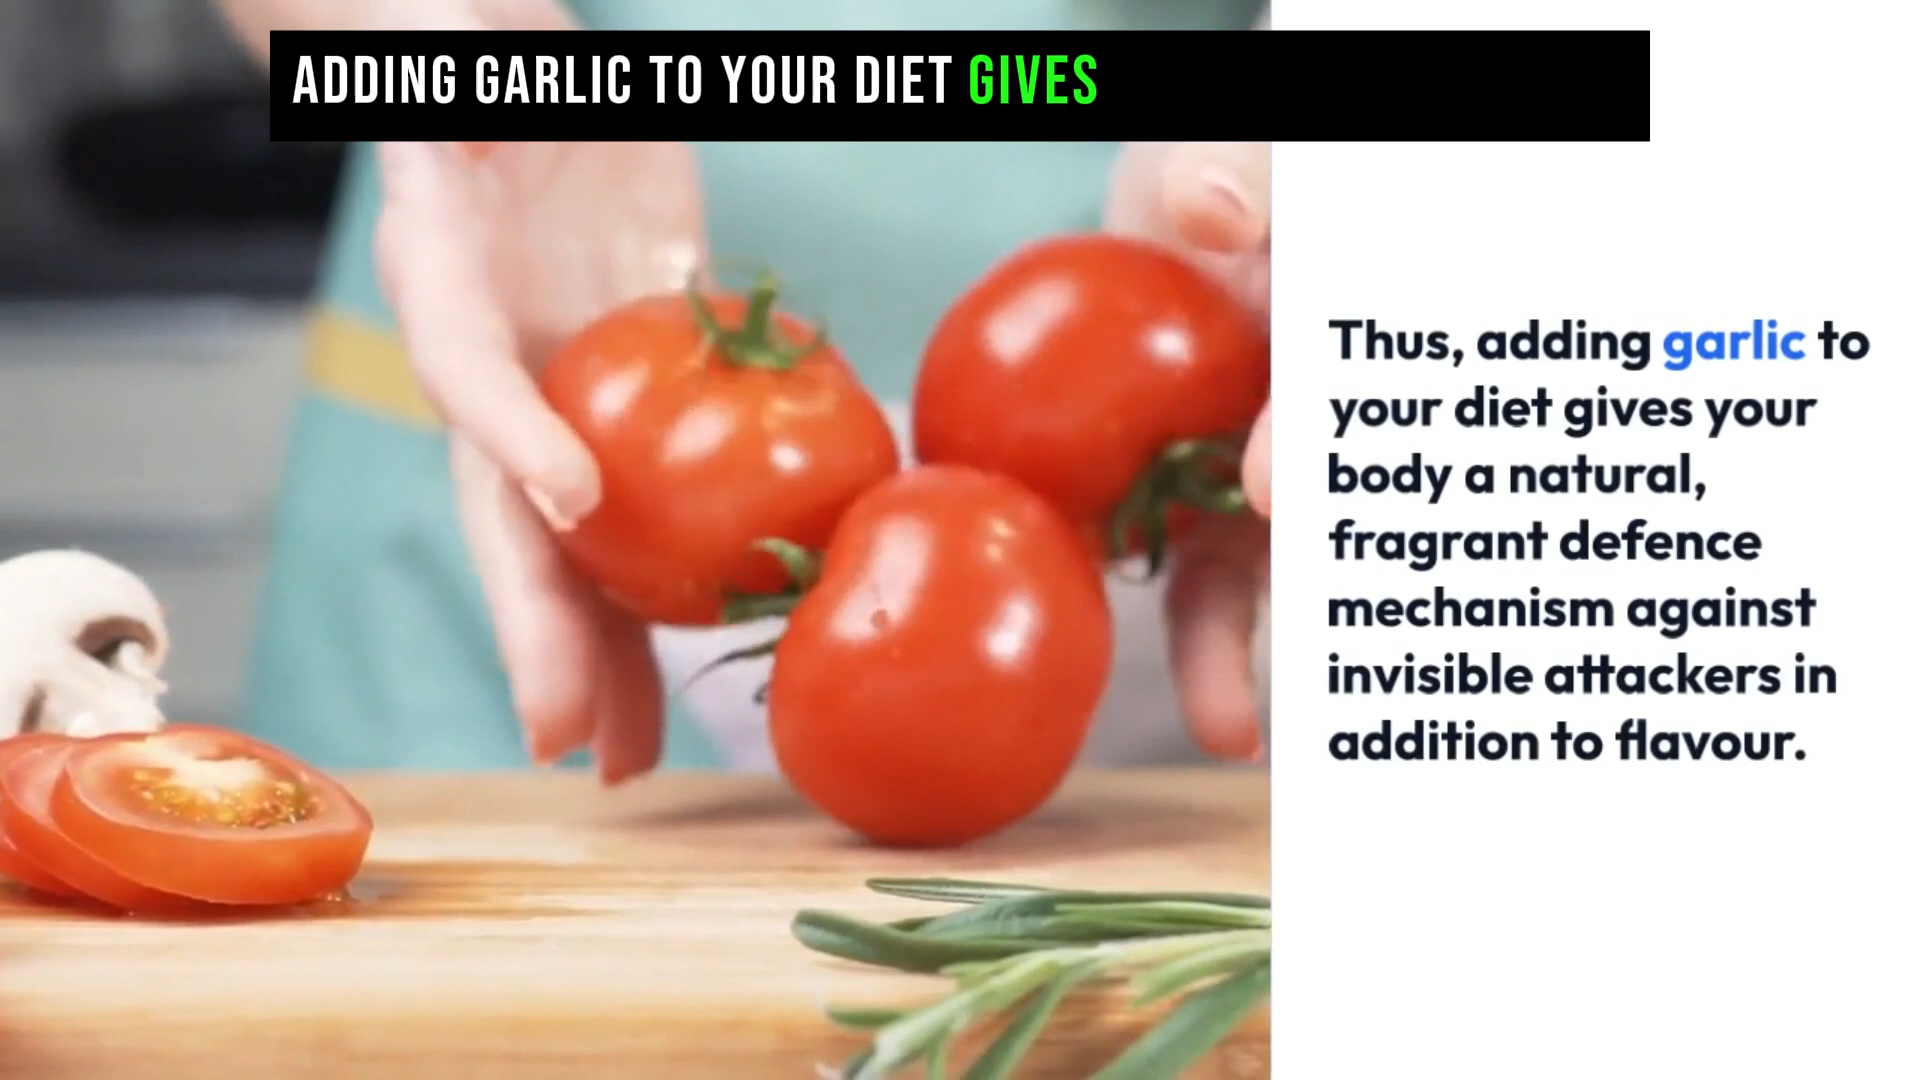 ADDING GARLIC TO YOUR DIET GIVES
Thus, adding garlic to
your diet gives your
body a natural,
fragrant defence
mechanism against
invisible attackers in
addition to flavour.